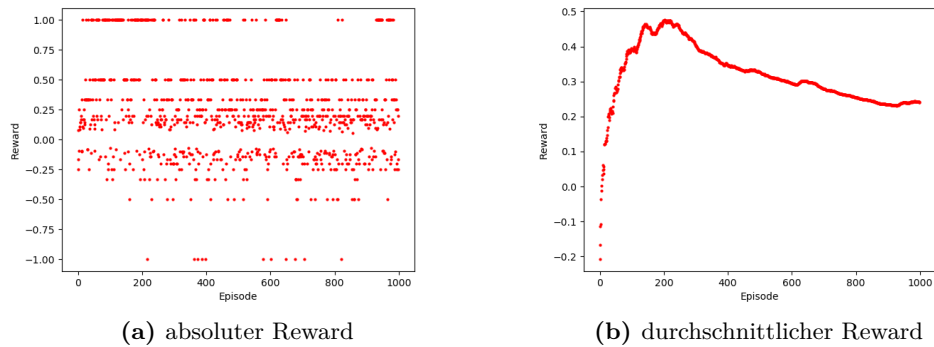 1.00
0.75
0.50
0.25
0.00
−0.25
−0.50
−0.75
−1.00
Reward
0 200 400 600 800 1000
Episode
(a) absoluter Reward
0.5
0.4
0.3
0.2
0.1
0.0
−0.1
−0.2
Reward
0 200 400 600 800 1000
Episode
(b) durchschnittlicher Reward